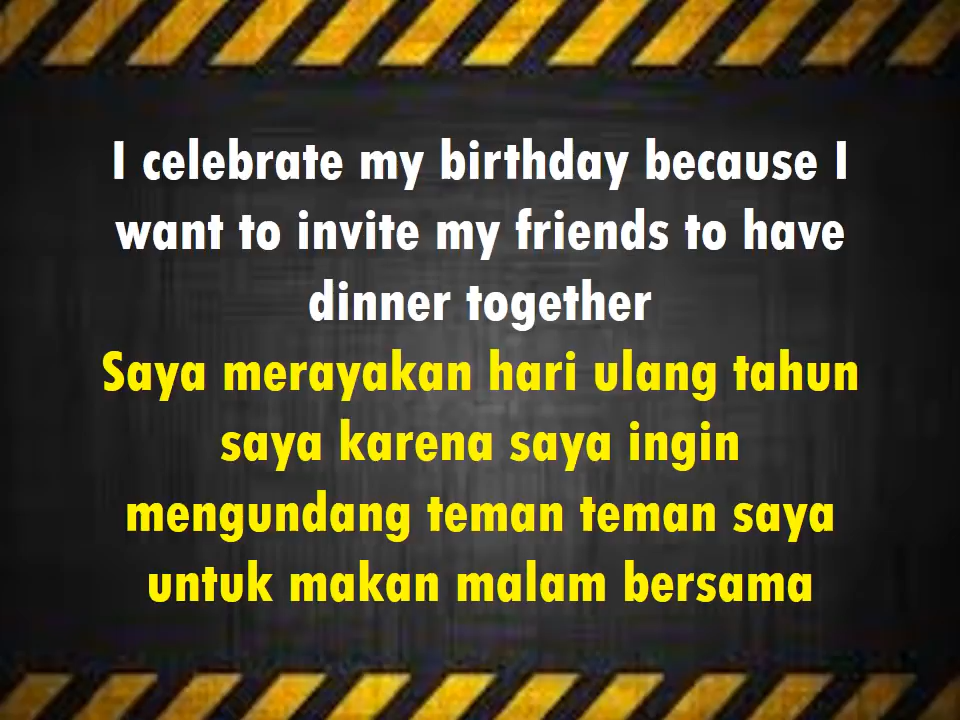 I celebrate my birthday because I
want to invite my friends to have
dinner together
Saya merayakan hari ulang tahun
saya karena saya ingin
mengundang teman teman saya
untuk makan malam bersama